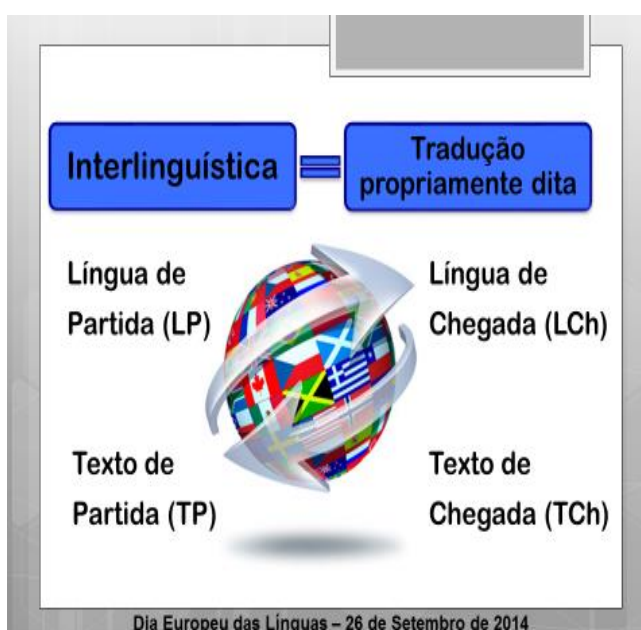 Interlinguística
=
Tradução
propriamente dita
Língua de
Partida (LP)
Língua de
Chegada (LCh)
Texto de
Partida (TP)
Texto de
Chegada (TCh)
Dia Europeu das Línguas – 26 de Setembro de 2014